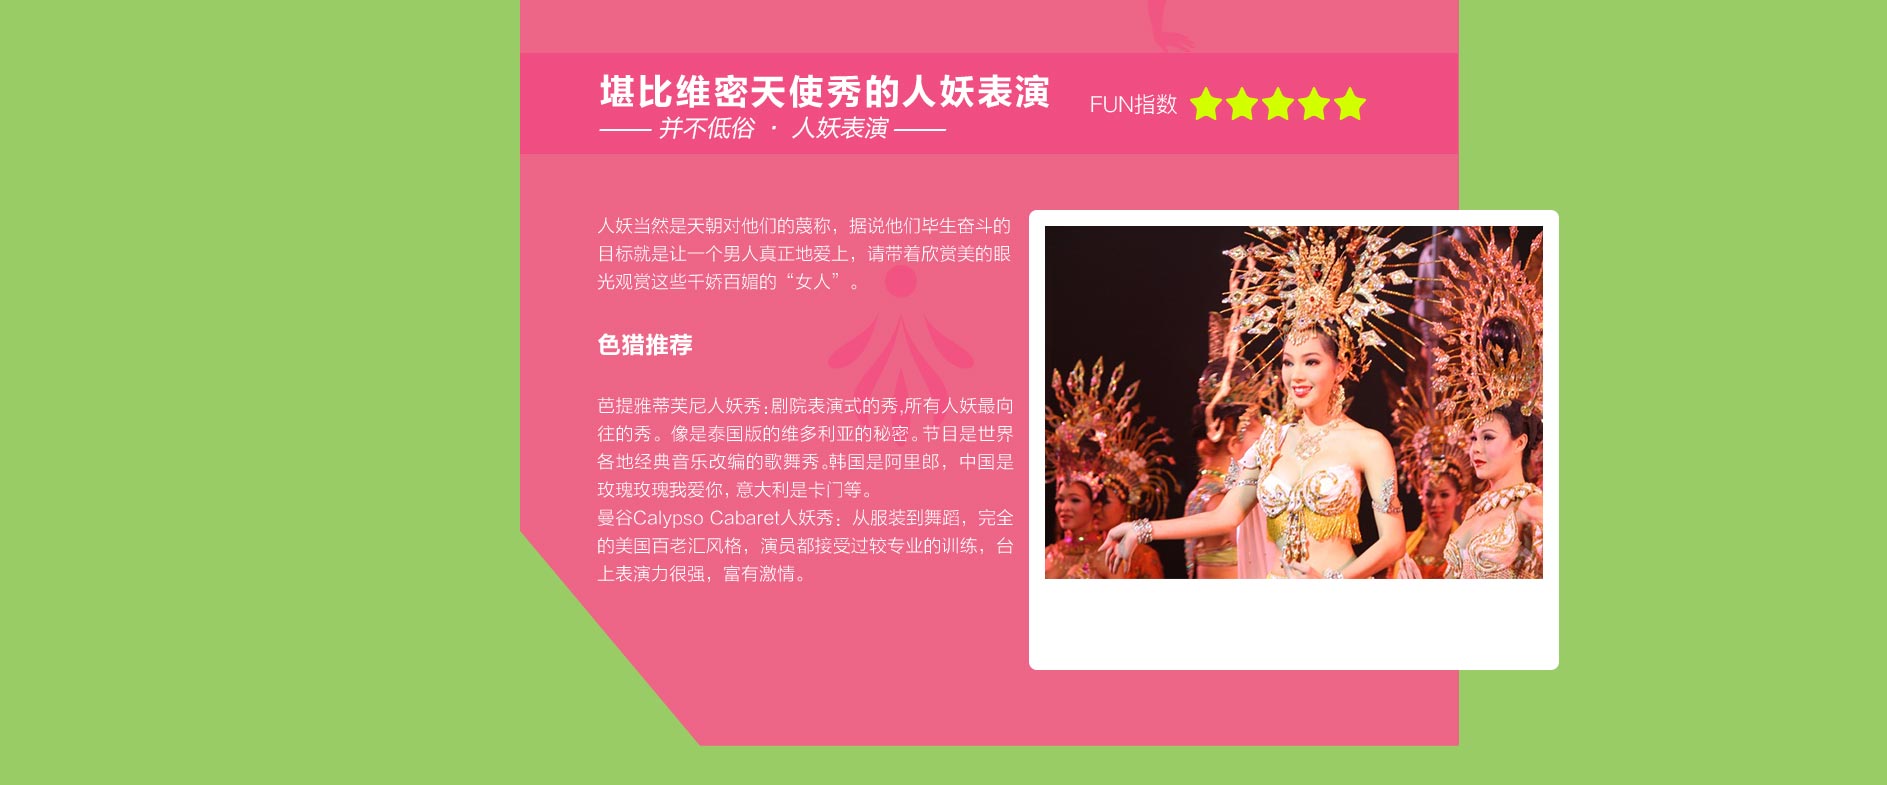 堪比维密天使秀的人妖表演
—— 并不低俗 · 人妖表演 ——
FUN指数
人妖当然是天朝对他们的蔑称，据说他们毕生奋斗的
目标就是让一个男人真正地爱上，请带着欣赏美的眼
光观赏这些千娇百媚的“女人”。
色猎推荐
芭提雅蒂芙尼人妖秀:剧院表演式的秀,所有人妖最向
往的秀。像是泰国版的维多利亚的秘密。节目是世界
各地经典音乐改编的歌舞秀。韩国是阿里郎，中国是
玫瑰玫瑰我爱你, 意大利是卡门等。
曼谷Calypso Cabaret人妖秀：从服装到舞蹈，完全
的美国百老汇风格，演员都接受过较专业的训练，台
上表演力很强，富有激情。